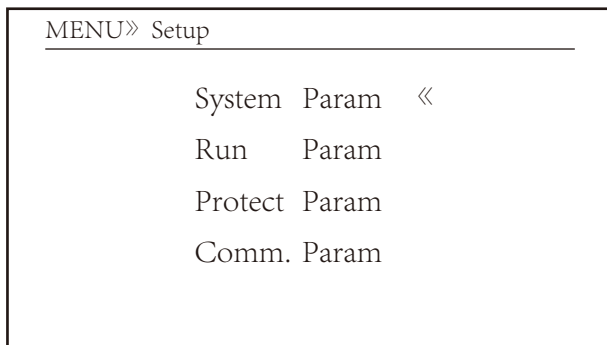 MENU》 Setup
System Param 《
Run Param
Protect Param
Comm. Param